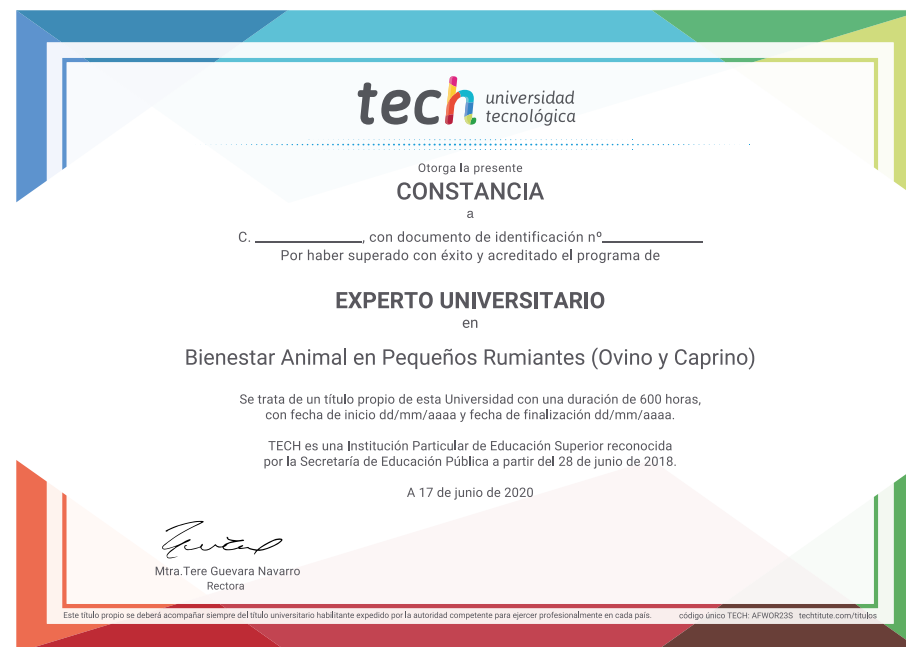 tech universidad
tecnológica
Otorga la presente
CONSTANCIA
a
C. ____________, con documento de identificación nº____________
Por haber superado con éxito y acreditado el programa de
EXPERTO UNIVERSITARIO
en
Bienestar Animal en Pequeños Rumiantes (Ovino y Caprino)
Se trata de un título propio de esta Universidad con una duración de 600 horas,
con fecha de inicio dd/mm/aaaa y fecha de finalización dd/mm/aaaa.
TECH es una Institución Particular de Educación Superior reconocida
por la Secretaría de Educación Pública a partir del 28 de junio de 2018.
A 17 de junio de 2020
Mtra.Tere Guevara Navarro
Rectora
Este título propio se deberá acompañar siempre del título universitario habilitante expedido por la autoridad competente para ejercer profesionalmente en cada país. código único TECH: AFWOR23S techtitute.com/titulos